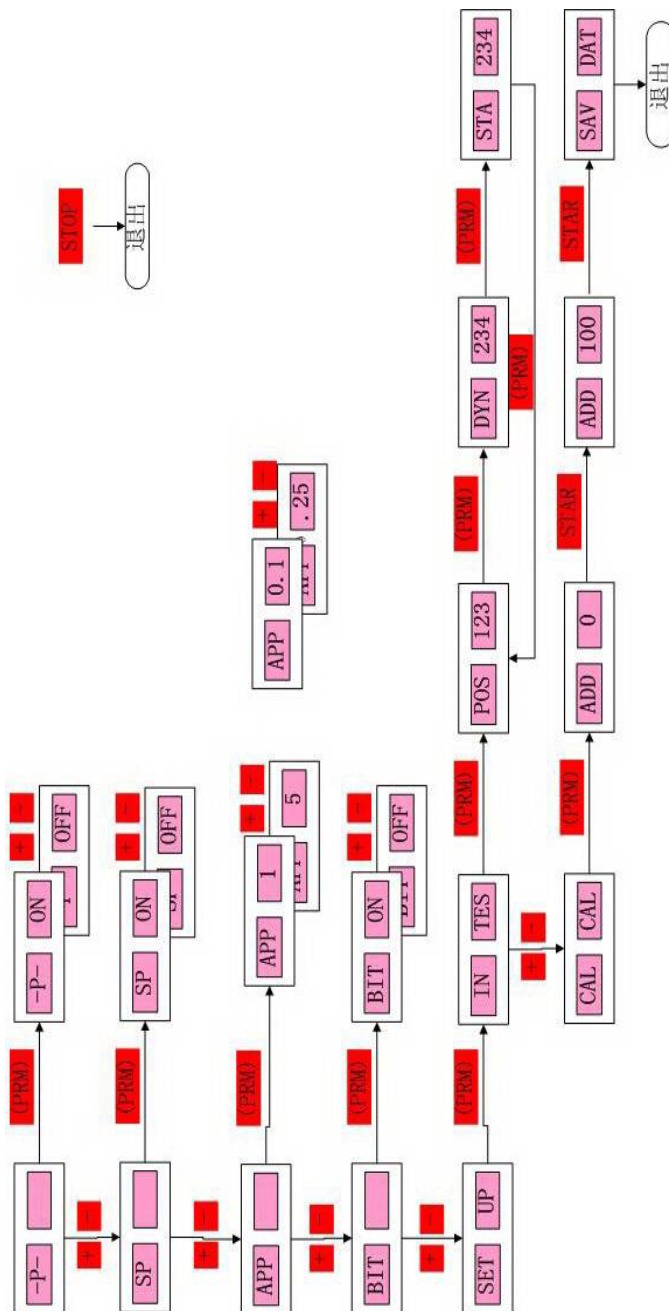 -P- (PRM) -P- ON + -
OFF
+ -
STOP
退出
SP (PRM) SP ON + -
OFF
+ -
APP (PRM) APP 1 + -
5
APP 0.1 + -
.25
+ -
BIT (PRM) BIT ON + -
OFF
+ -
SET UP (PRM) IN TES (PRM) POS 123 (PRM) DYN 234 (PRM) STA 234
(PRM)
+ -
CAL CAL (PRM) ADD 0 STAR ADD 100 STAR SAV DAT
退出